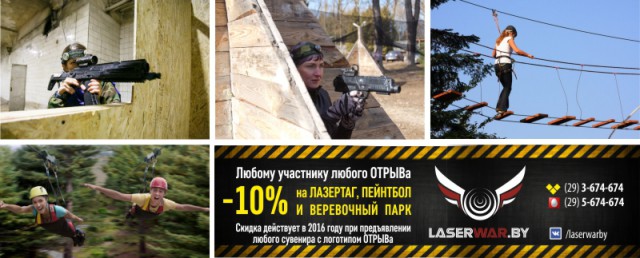 Любому участнику любого ОТРЫВа
-10% на ЛАЗЕРТАГ, ПЕЙНТБОЛ
И ВЕРЕВОЧНЫЙ ПАРК
Скидка действует в 2016 году при предъявлении
любого сувенира с логотипом ОТРЫВа
LASERWAR.BY
(29) 3-674-674
(29) 5-674-674
/laserwarby